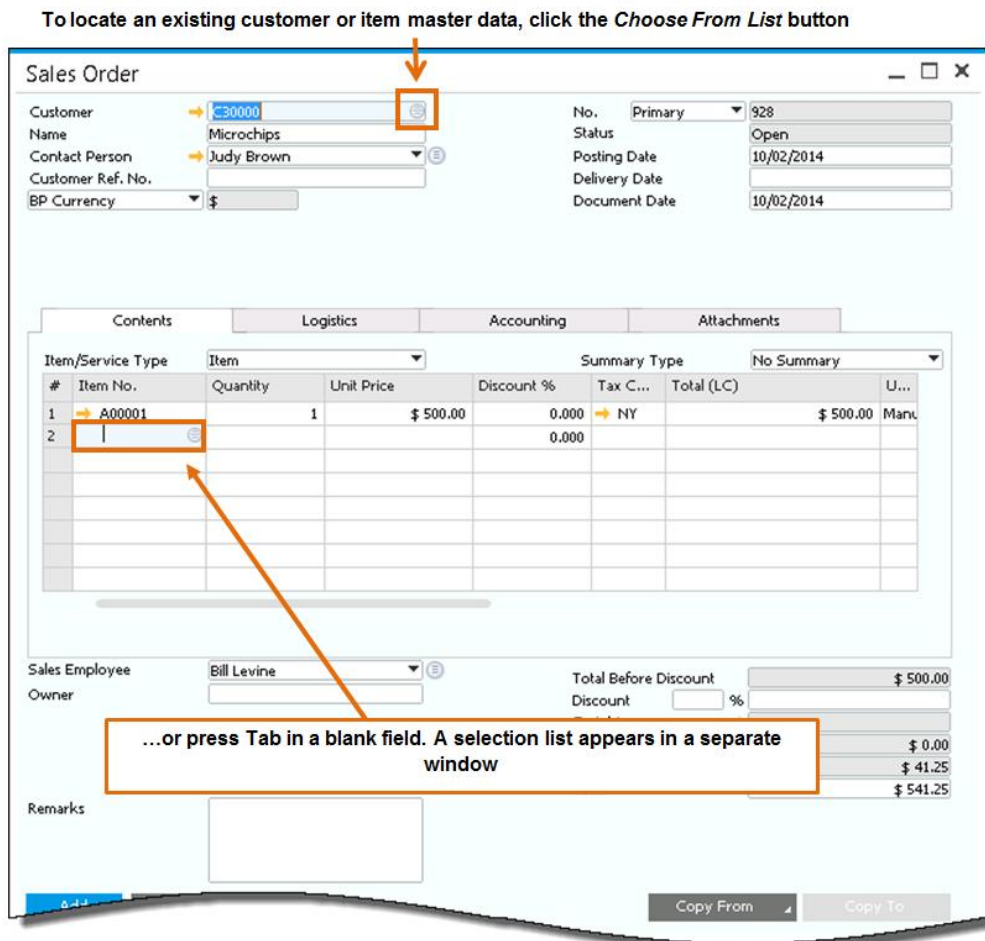 To locate an existing customer or item master data, click the Choose From List button
Sales Order
Customer C30000 No. Primary 928
Name Microchips Status Open
Contact Person Judy Brown Posting Date 10/02/2014
Customer Ref. No. Delivery Date
BP Currency $ Document Date 10/02/2014
Contents Logistics Accounting Attachments
Item/Service Type Item Summary Type No Summary
# Item No. Quantity Unit Price Discount % Tax C... Total (LC) U...
1 A00001 1 $ 500.00 0.000 NY $ 500.00 Manu
2 0.000
Sales Employee Bill Levine Total Before Discount $ 500.00
Owner Discount %
…or press Tab in a blank field. A selection list appears in a separate
window
$ 0.00
$ 41.25
$ 541.25
Remarks
Add Copy From Copy To